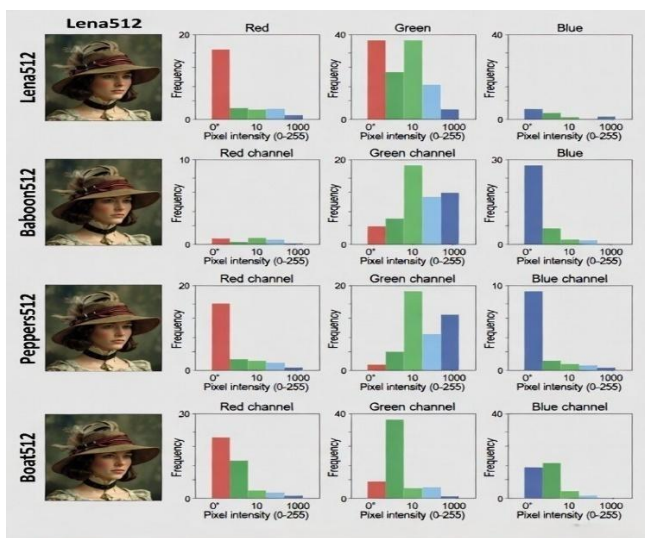 Lena512
Lena512
Red
Frequency
20
0
0* 10 1000
Pixel intensity (0-255)
Green
Frequency
40
0
0* 10 1000
Pixel intensity (0-255)
Blue
Frequency
40
0
0* 10 1000
Pixel intensity (0-255)
Baboon512
Red channel
Frequency
10
0
0* 10 1000
Pixel intensity (0-255)
Green channel
Frequency
20
0
0* 10 1000
Pixel intensity (0-255)
Blue
Frequency
30
0
0* 10 1000
Pixel intensity (0-255)
Peppers512
Red channel
Frequency
20
0
0* 10 1000
Pixel intensity (0-255)
Green channel
Frequency
20
0
0* 10 1000
Pixel intensity (0-255)
Blue channel
Frequency
10
0
0* 10 1000
Pixel intensity (0-255)
Boat512
Red channel
Frequency
30
0
0* 10 1000
Pixel intensity (0-255)
Green channel
Frequency
40
0
0* 10 1000
Pixel intensity (0-255)
Blue channel
Frequency
40
0
0* 10 1000
Pixel intensity (0-255)